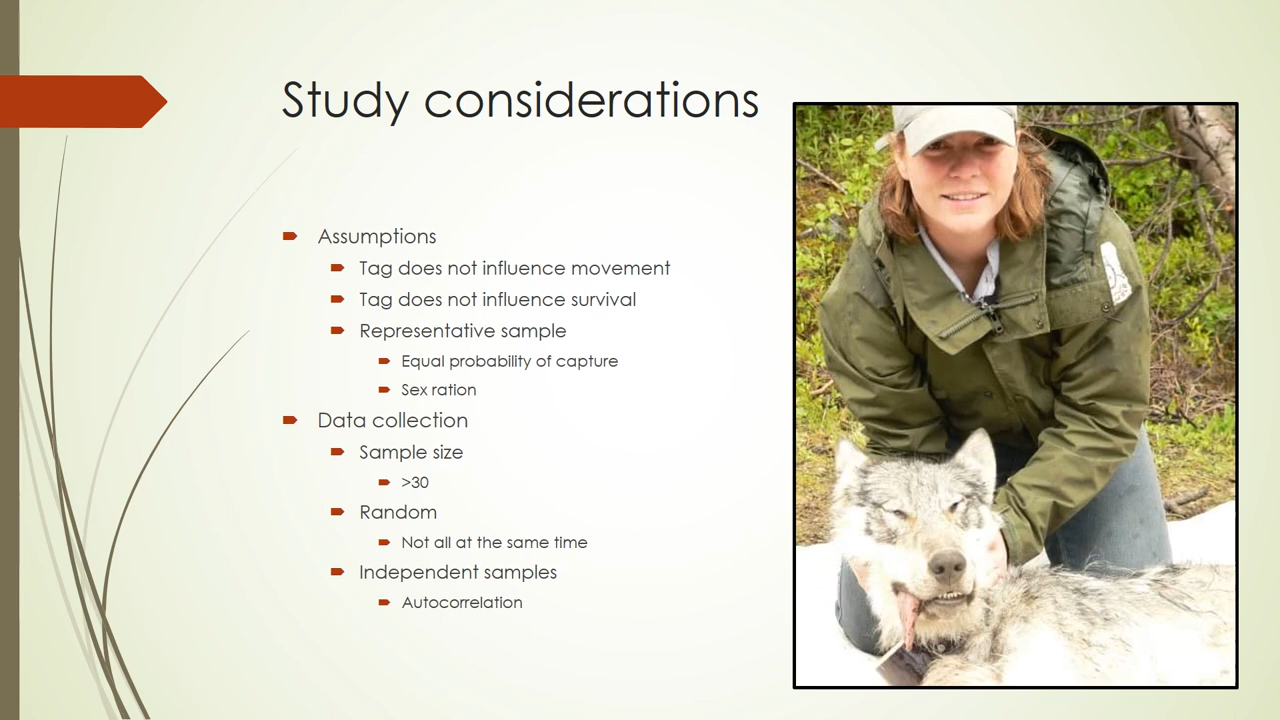 Study considerations
Assumptions
Tag does not influence movement
Tag does not influence survival
Representative sample
Equal probability of capture
Sex ration
Data collection
Sample size
>30
Random
Not all at the same time
Independent samples
Autocorrelation